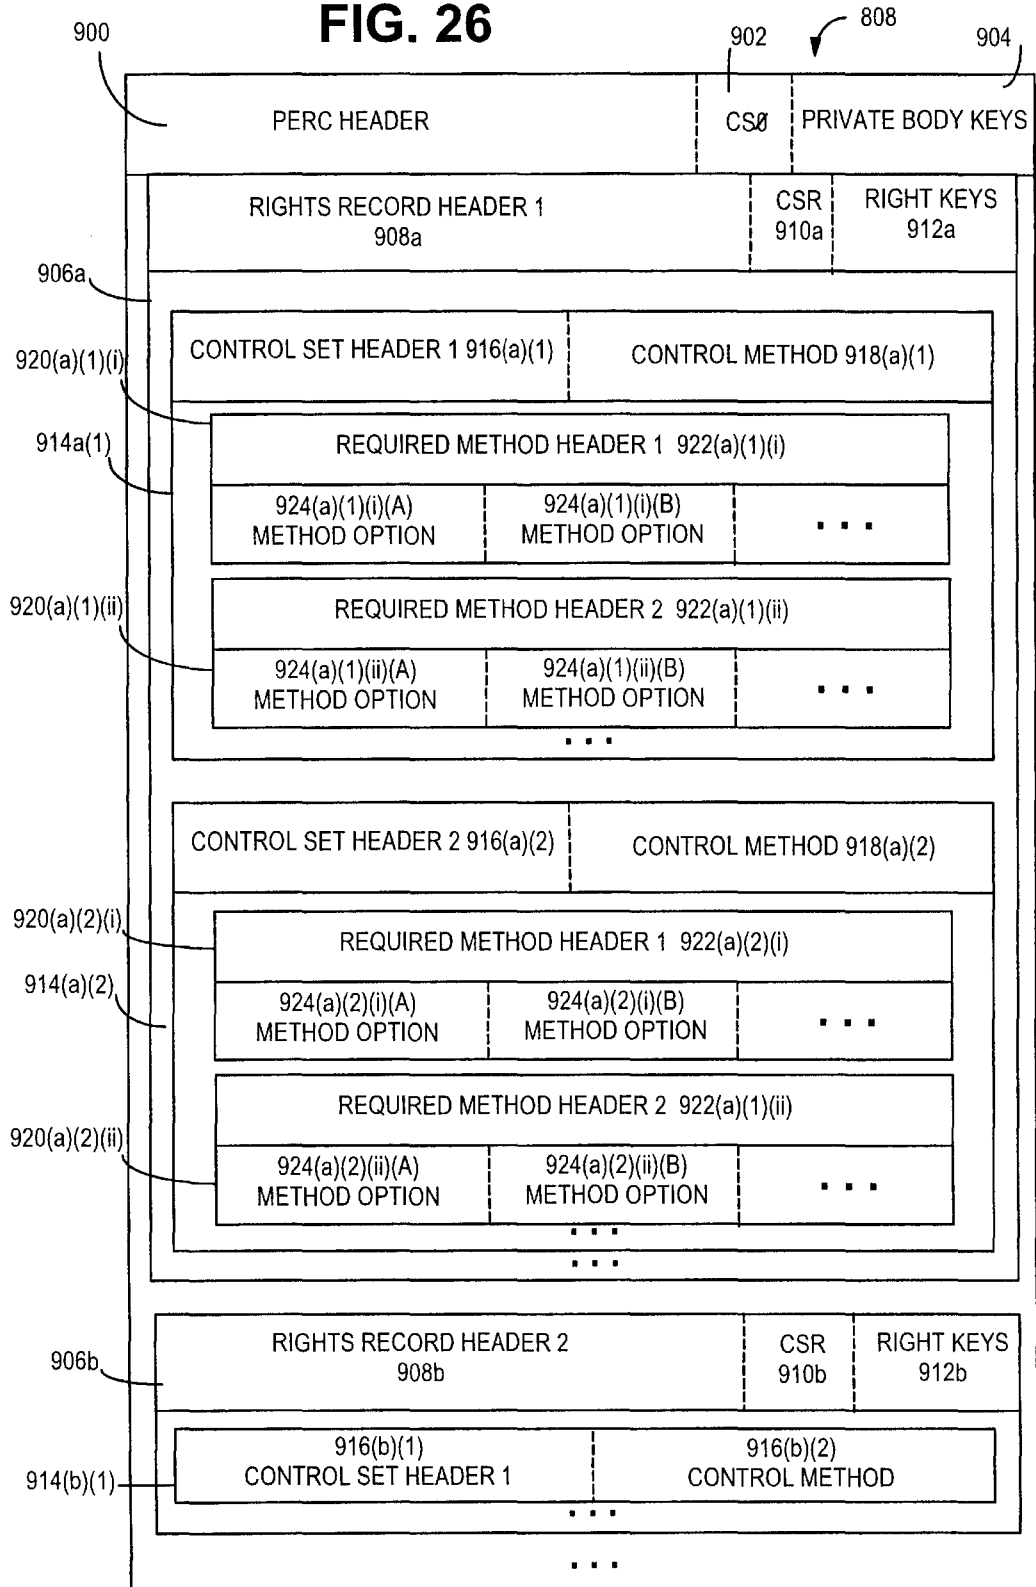 FIG. 26
900
902
808
904
PERC HEADER
CS0
PRIVATE BODY KEYS
RIGHTS RECORD HEADER 1
908a
CSR
910a
RIGHT KEYS
912a
906a
CONTROL SET HEADER 1 916(a)(1)
CONTROL METHOD 918(a)(1)
920(a)(1)(i)
914a(1)
REQUIRED METHOD HEADER 1 922(a)(1)(i)
924(a)(1)(i)(A)
METHOD OPTION
924(a)(1)(i)(B)
METHOD OPTION
. . .
920(a)(1)(ii)
REQUIRED METHOD HEADER 2 922(a)(1)(ii)
924(a)(1)(ii)(A)
METHOD OPTION
924(a)(1)(ii)(B)
METHOD OPTION
. . .
. . .
CONTROL SET HEADER 2 916(a)(2)
CONTROL METHOD 918(a)(2)
920(a)(2)(i)
914(a)(2)
REQUIRED METHOD HEADER 1 922(a)(2)(i)
924(a)(2)(i)(A)
METHOD OPTION
924(a)(2)(i)(B)
METHOD OPTION
. . .
920(a)(2)(ii)
REQUIRED METHOD HEADER 2 922(a)(1)(ii)
924(a)(2)(ii)(A)
METHOD OPTION
924(a)(2)(ii)(B)
METHOD OPTION
. . .
. . .
. . .
906b
RIGHTS RECORD HEADER 2
908b
CSR
910b
RIGHT KEYS
912b
914(b)(1)
916(b)(1)
CONTROL SET HEADER 1
916(b)(2)
CONTROL METHOD
. . .
. . .